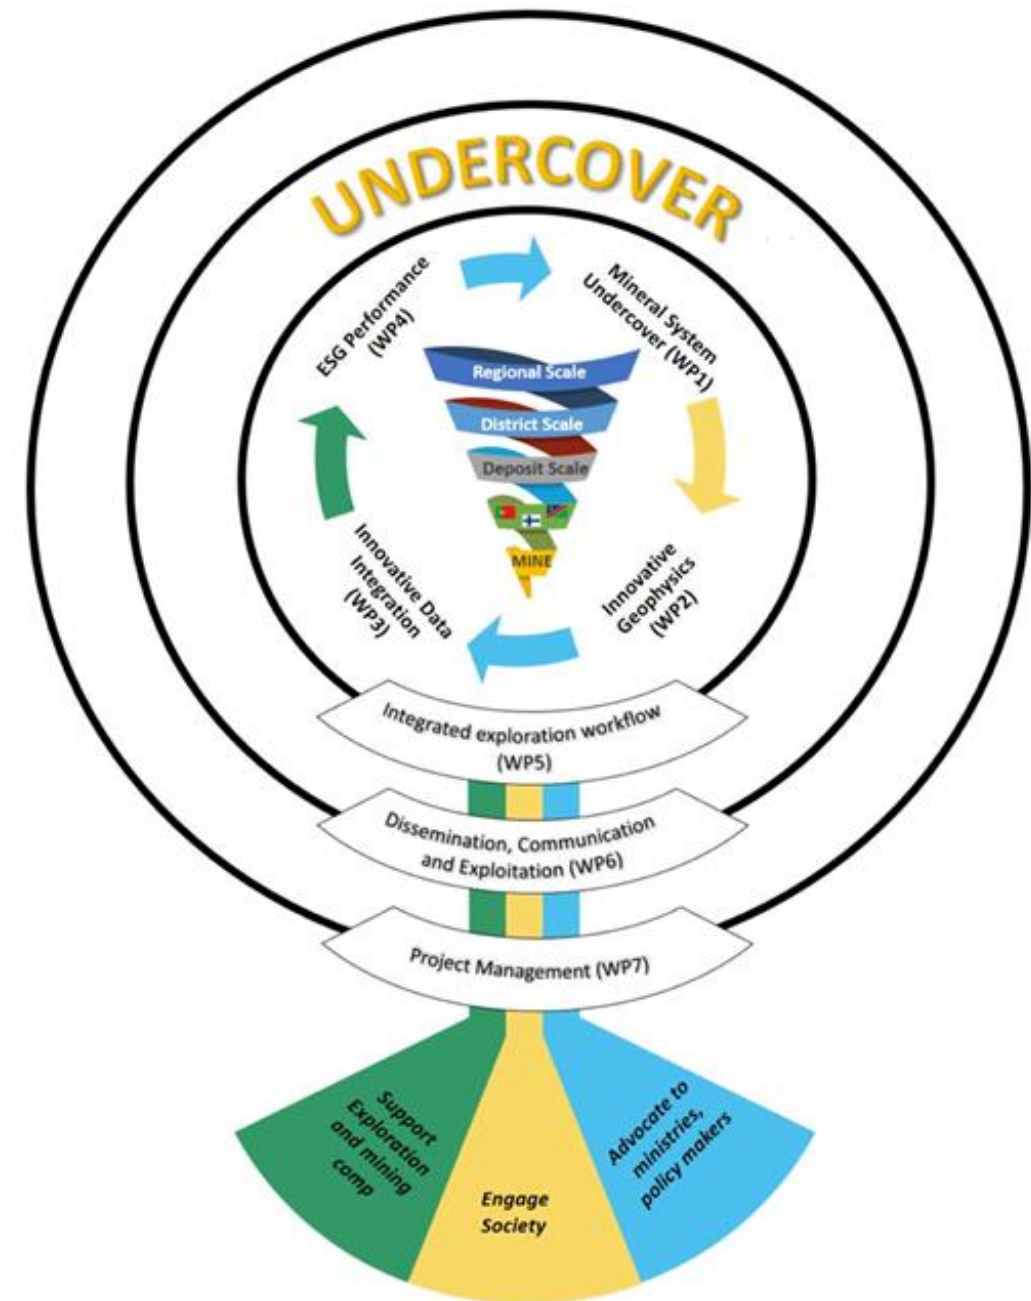 UNDERCOVER
ESG Performance
(WP4)
Mineral System
Undercover (WP1)
Regional Scale
District Scale
Deposit Scale
MINE
Innovative Data
Integration
(WP3)
Innovative
Geophysics
(WP2)
Integrated exploration workflow
(WP5)
Dissemination, Communication
and Exploitation (WP6)
Project Management (WP7)
Support
Exploration
and mining
comp
Engage
Society
Advocate to
ministries,
policy makers